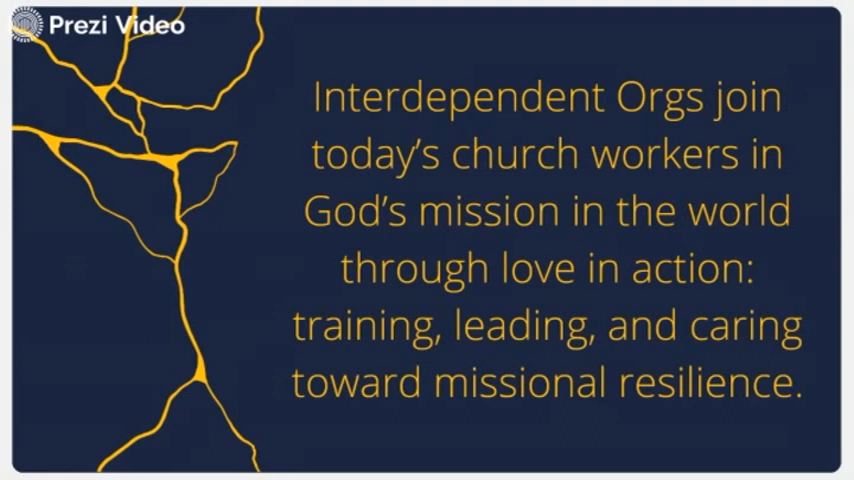 Prezi Video
Interdependent Orgs join
today’s church workers in
God’s mission in the world
through love in action:
training, leading, and caring
toward missional resilience.